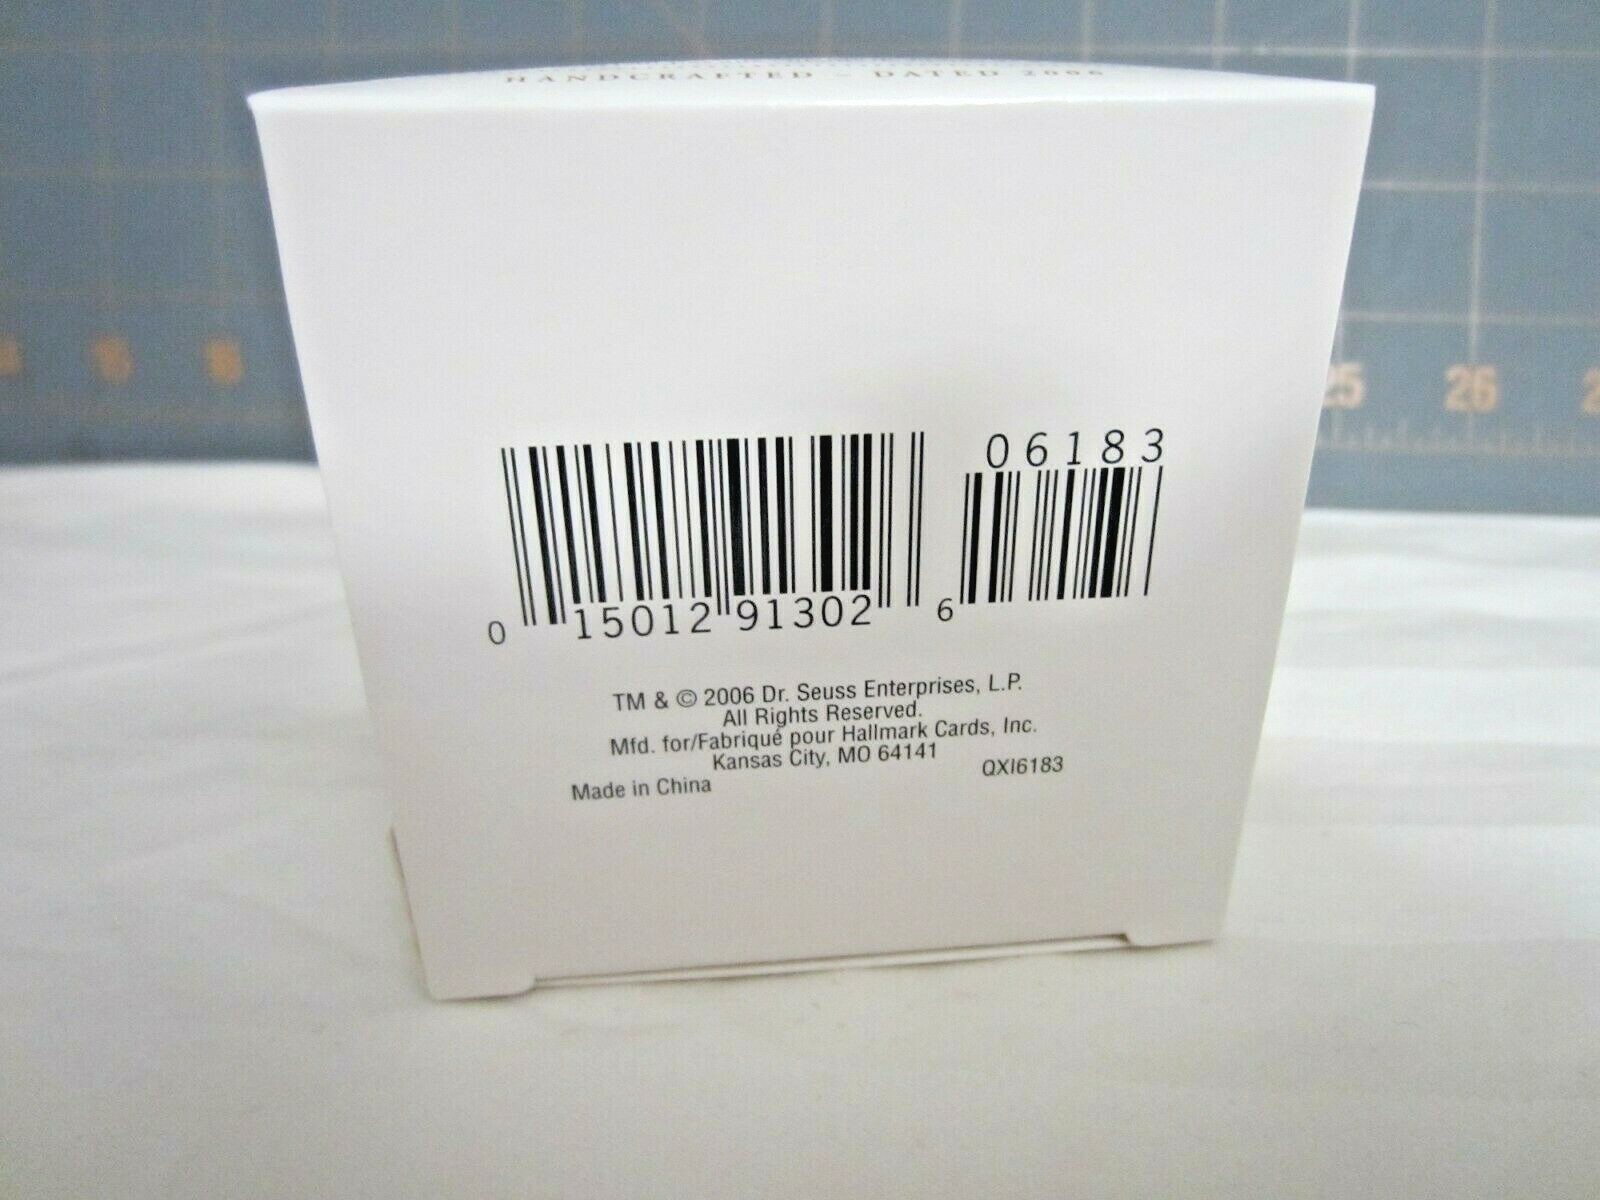 HANDCRAFTED – DATED 2006
25 26
06183
0 15012 91302 6
TM & © 2006 Dr. Seuss Enterprises, L.P.
All Rights Reserved.
Mfd. for/Fabriqué pour Hallmark Cards, Inc.
Kansas City, MO 64141
Made in China QXI6183